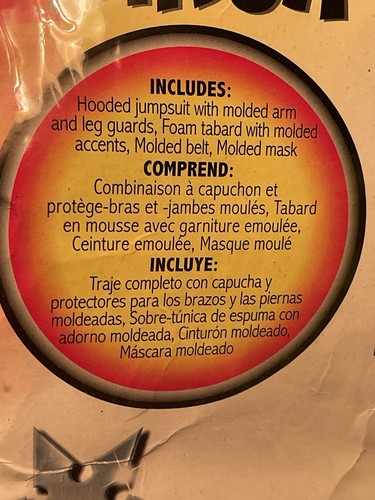 INCLUDES:
Hooded jumpsuit with molded arm
and leg guards, Foam tabard with molded
accents, Molded belt, Molded mask
COMPREND:
Combinaison à capuchon et
protège-bras et -jambes moulés, Tabard
en mousse avec garniture emoulée,
Ceinture emoulée, Masque moulé
INCLUYE:
Traje completo con capucha y
protectores para los brazos y las piernas
moldeadas, Sobre-túnica de espuma con
adorno moldeada, Cinturón moldeado,
Máscara moldeado